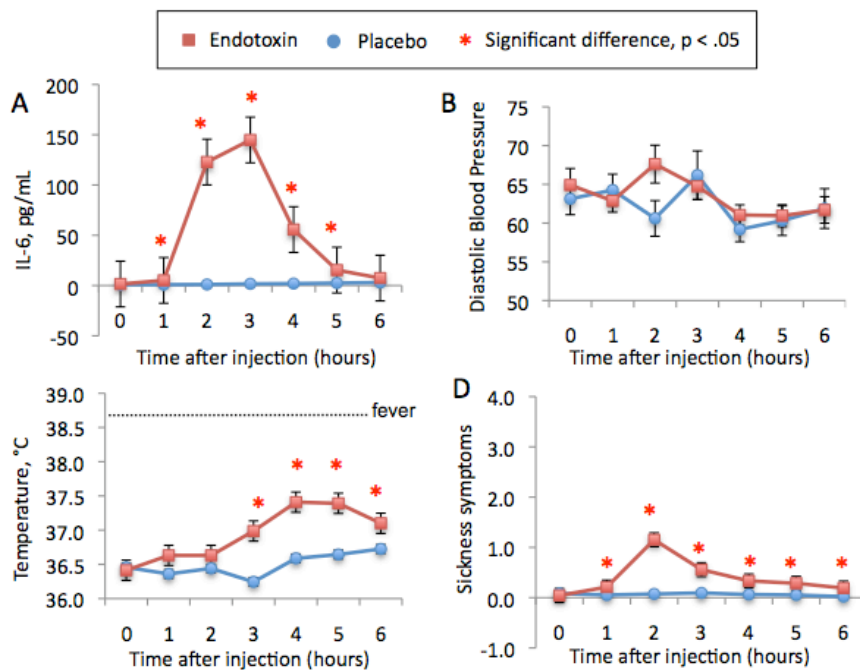 Endotoxin Placebo * Significant difference, p < .05
A
200
150
100
50
0
-50
IL-6, pg/mL
0 1 2 3 4 5 6
Time after injection (hours)
B
75
70
65
60
55
50
Diastolic Blood Pressure
0 1 2 3 4 5 6
Time after injection (hours)
39.0
38.5
38.0
37.5
37.0
36.5
36.0
fever
Temperature, °C
0 1 2 3 4 5 6
Time after injection (hours)
D
4.0
3.0
2.0
1.0
0.0
-1.0
Sickness symptoms
0 1 2 3 4 5 6
Time after injection (hours)